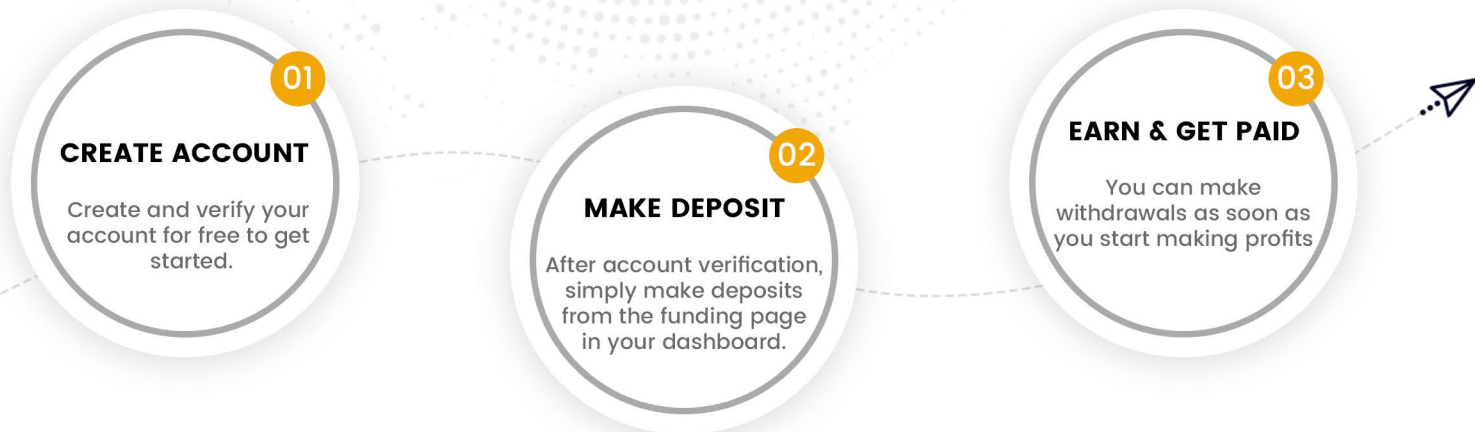 01
CREATE ACCOUNT
Create and verify your
account for free to get
started.
02
MAKE DEPOSIT
After account verification,
simply make deposits
from the funding page
in your dashboard.
03
EARN & GET PAID
You can make
withdrawals as soon as
you start making profits